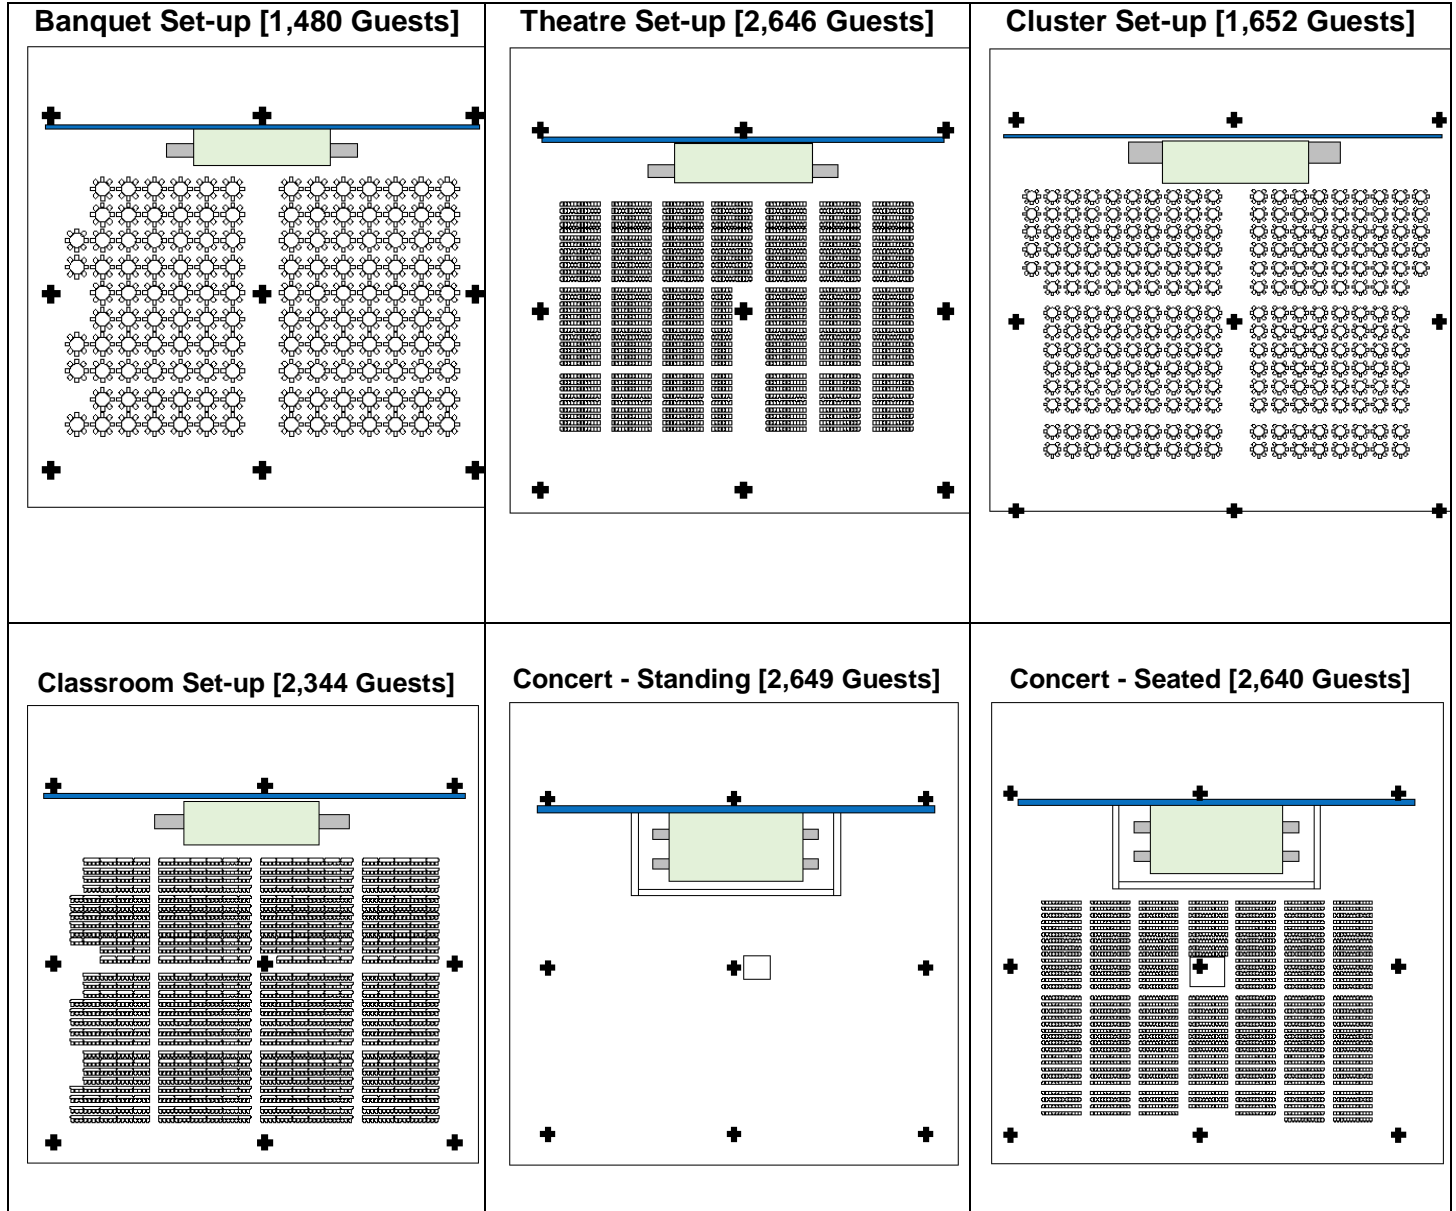 Banquet Set-up [1,480 Guests]
Theatre Set-up [2,646 Guests]
Cluster Set-up [1,652 Guests]
Classroom Set-up [2,344 Guests]
Concert - Standing [2,649 Guests]
Concert - Seated [2,640 Guests]